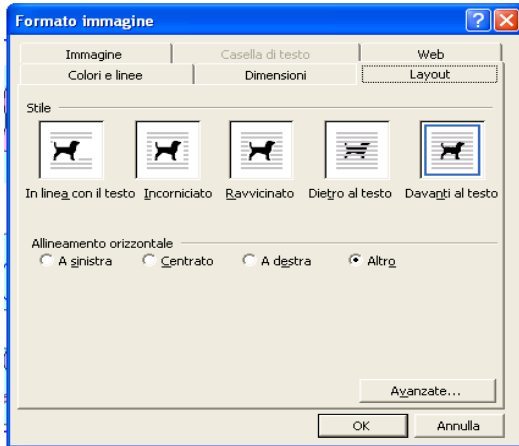 Formato immagine
Immagine Casella di testo Web
Colori e linee Dimensioni Layout
Stile
In linea con il testo Incorniciato Ravvicinato Dietro al testo Davanti al testo
Allineamento orizzontale
A sinistra Centrato A destra Altro
Avanzate...
OK Annulla